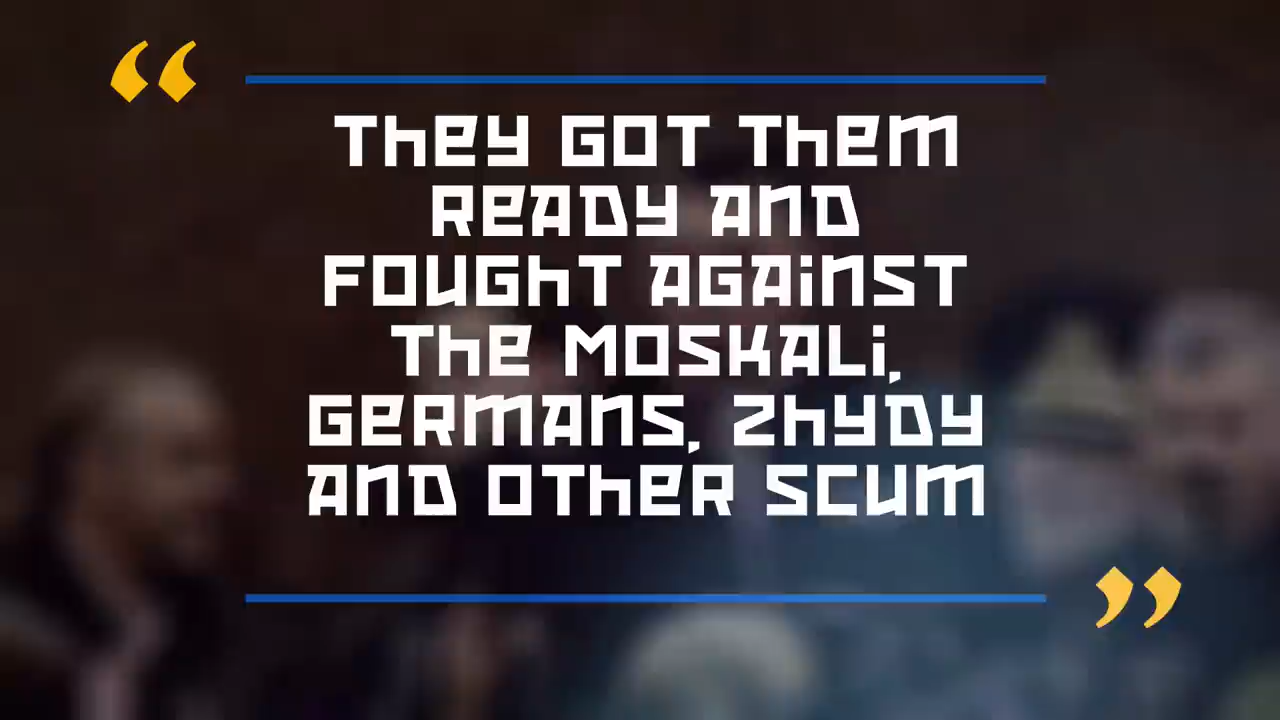 “
They got them
ready and
fought against
the Moskali,
Germans, Zhydy
and other scum
”